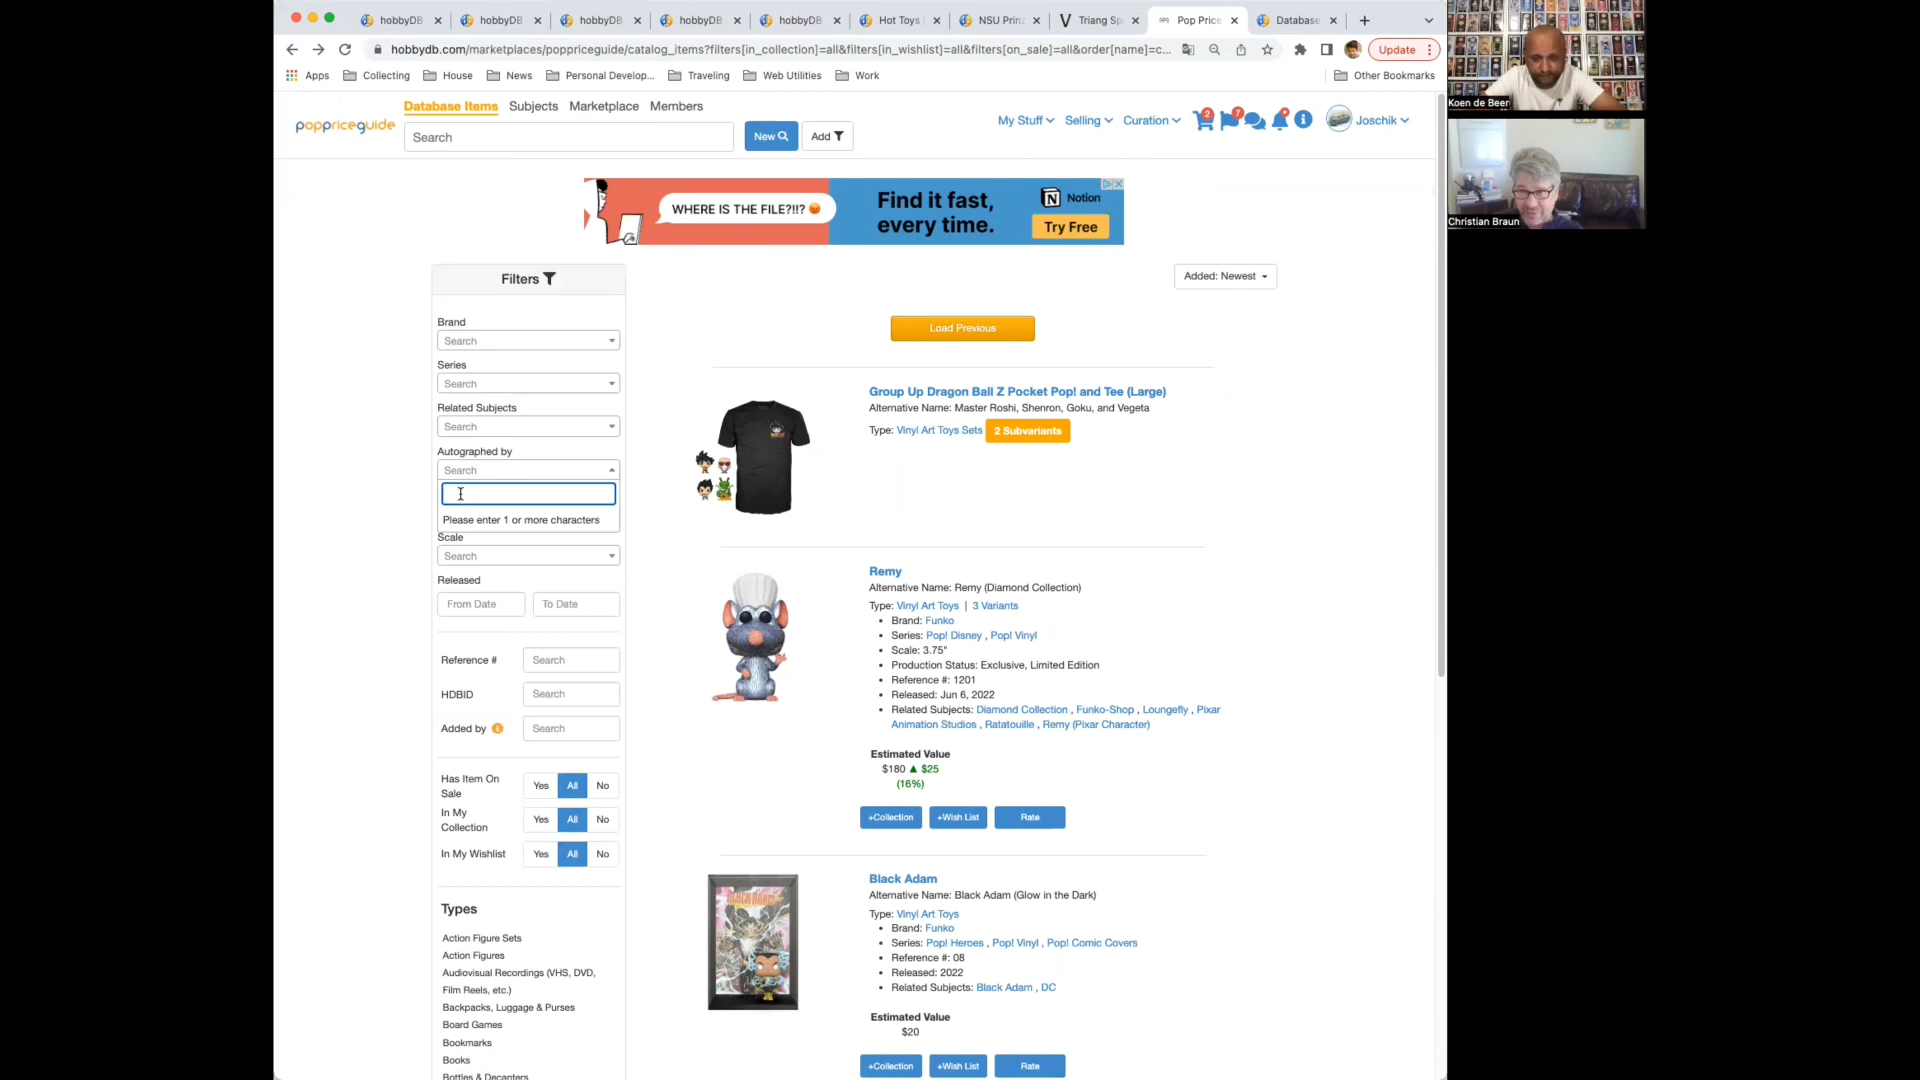 hobbyDB
hobbyDB
hobbyDB
hobbyDB
hobbyDB
Hot Toys
NSU Prinz
Triang Sp
Pop Price
Database
hobbydb.com/marketplaces/poppriceguide/catalog_items?filters[in_collection]=all&filters[in_wishlist]=all&filters[on_sale]=all&order[name]=c...
Update
Apps
Collecting
House
News
Personal Develop...
Traveling
Web Utilities
Work
Other Bookmarks
Koen de Beer
Christian Braun
poppriceguide
Database Items Subjects Marketplace Members
Search
New
Add
My Stuff
Selling
Curation
2
7
Joschik
WHERE IS THE FILE?!!?
Find it fast,
every time.
Notion
Try Free
Filters
Added: Newest
Brand
Search
Series
Search
Related Subjects
Search
Autographed by
Search
Please enter 1 or more characters
Scale
Search
Released
From Date
To Date
Reference #
Search
HDBID
Search
Added by
Search
Has Item On
Sale
Yes All No
In My
Collection
Yes All No
In My Wishlist
Yes All No
Types
Action Figure Sets
Action Figures
Audiovisual Recordings (VHS, DVD,
Film Reels, etc.)
Backpacks, Luggage & Purses
Board Games
Bookmarks
Books
Bottles & Decanters
Load Previous
Group Up Dragon Ball Z Pocket Pop! and Tee (Large)
Alternative Name: Master Roshi, Shenron, Goku, and Vegeta
Type: Vinyl Art Toys Sets 2 Subvariants
Remy
Alternative Name: Remy (Diamond Collection)
Type: Vinyl Art Toys | 3 Variants
Brand: Funko
Series: Pop! Disney , Pop! Vinyl
Scale: 3.75"
Production Status: Exclusive, Limited Edition
Reference #: 1201
Released: Jun 6, 2022
Related Subjects: Diamond Collection , Funko-Shop , Loungefly , Pixar
Animation Studios , Ratatouille , Remy (Pixar Character)
Estimated Value
$180 ▲ $25
(16%)
+Collection
+Wish List
Rate
Black Adam
Alternative Name: Black Adam (Glow in the Dark)
Type: Vinyl Art Toys
Brand: Funko
Series: Pop! Heroes , Pop! Vinyl , Pop! Comic Covers
Reference #: 08
Released: 2022
Related Subjects: Black Adam , DC
Estimated Value
$20
+Collection
+Wish List
Rate